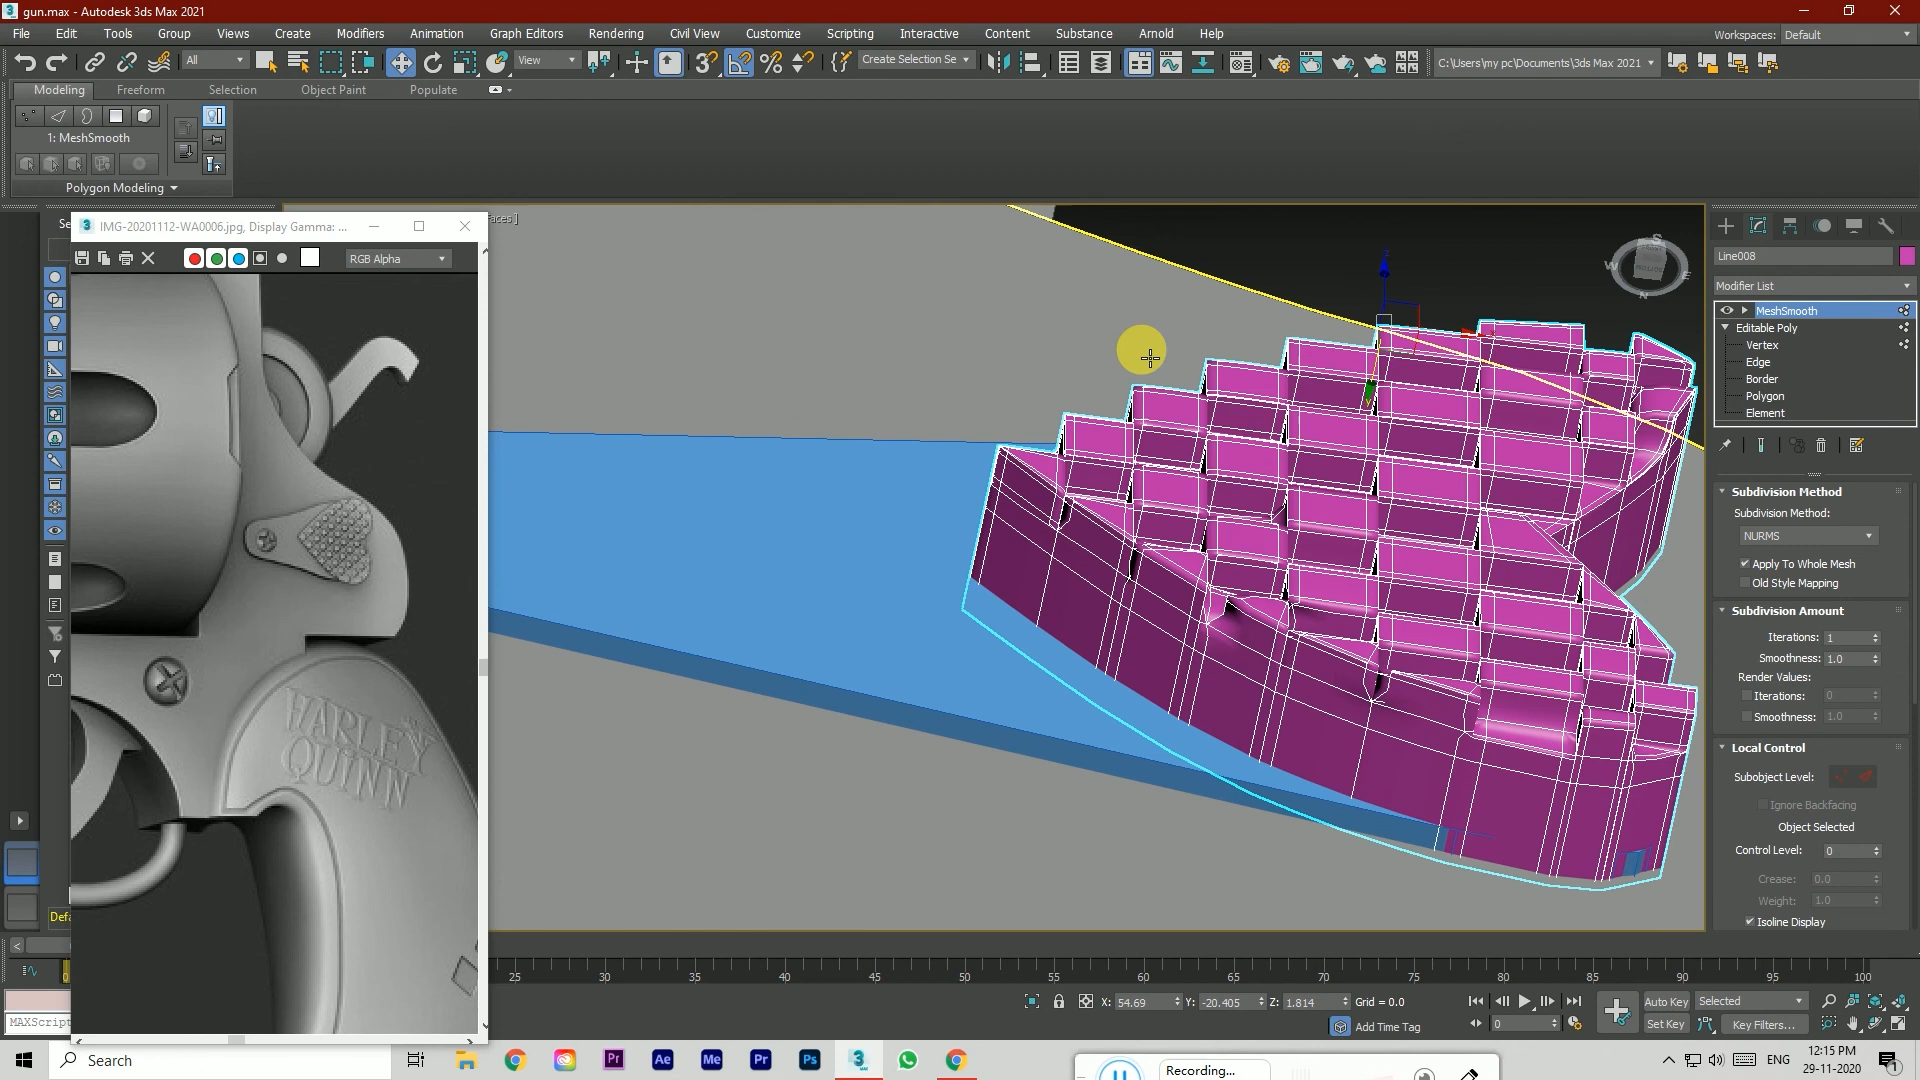 gun.max - Autodesk 3ds Max 2021
File Edit Tools Group Views Create Modifiers Animation Graph Editors Rendering Civil View Customize Scripting Interactive Content Substance Arnold Help
Workspaces: Default
All View Create Selection Se C:\Users\my pc\Documents\3ds Max 2021
Modeling Freeform Selection Object Paint Populate
1: MeshSmooth
Polygon Modeling
IMG-20201112-WA0006.jpg, Display Gamma: ...
RGB Alpha
HARLEY
QUINN
S
W
E
N
Line008
Modifier List
MeshSmooth
Editable Poly
Vertex
Edge
Border
Polygon
Element
Subdivision Method
Subdivision Method:
NURMS
Apply To Whole Mesh
Old Style Mapping
Subdivision Amount
Iterations: 1
Smoothness: 1.0
Render Values:
Iterations: 0
Smoothness: 1.0
Local Control
Subobject Level:
Ignore Backfacing
Object Selected
Control Level: 0
Crease: 0.0
Weight: 1.0
Isoline Display
25 30 35 40 45 50 55 60 65 70 75 80 85 90 95 100
X: 54.69 Y: -20.405 Z: 1.814 Grid = 0.0
Auto Key Selected
MAXScript
Add Time Tag
0
Set Key Key Filters...
Search
Recording...
ENG
12:15 PM
29-11-2020